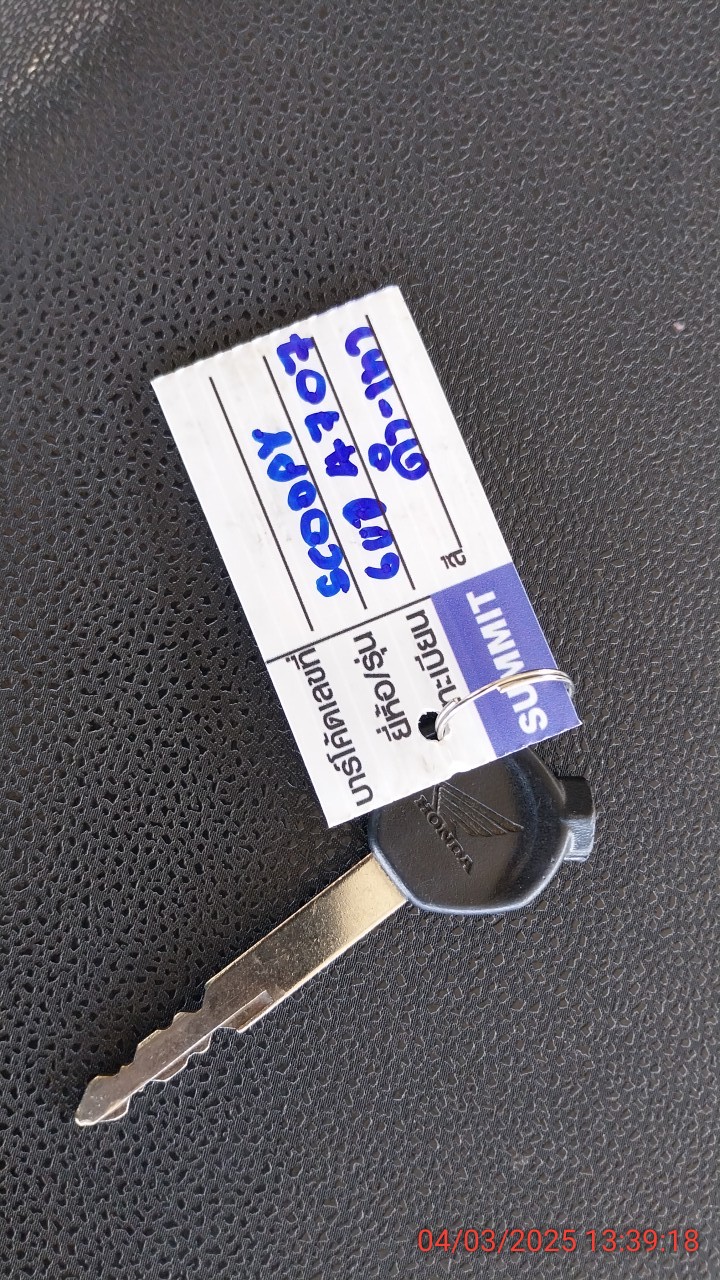 SUMMIT
บาร์โค้ดเลขที่
ยี่ห้อ/รุ่น SCOOPY
ทะเบียน
สี ดำ-เทา
HONDA
04/03/2025 13:39:18